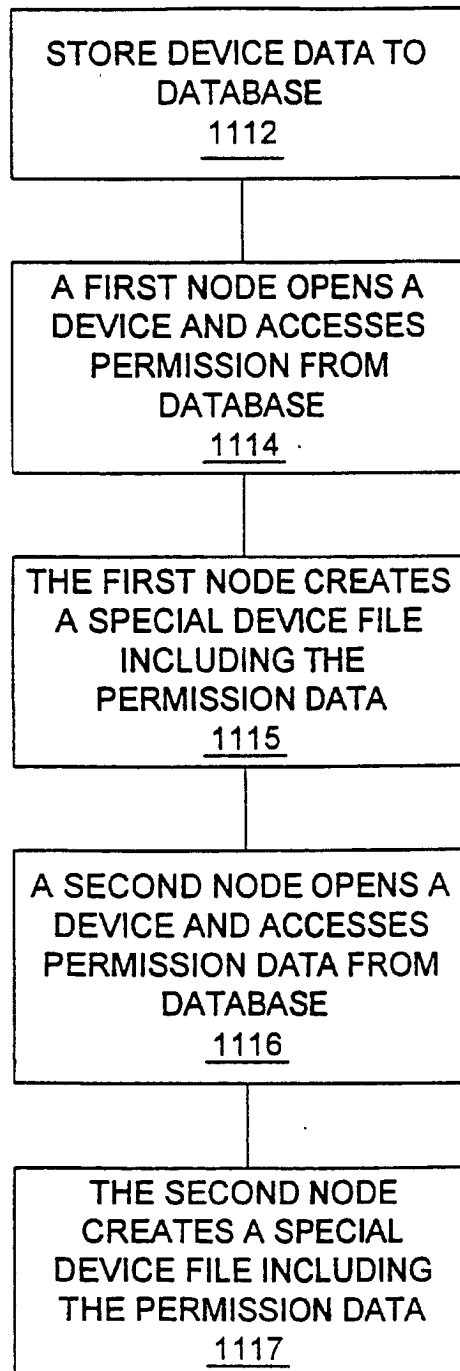 STORE DEVICE DATA TO
DATABASE
1112
A FIRST NODE OPENS A
DEVICE AND ACCESSES
PERMISSION FROM
DATABASE
1114
THE FIRST NODE CREATES
A SPECIAL DEVICE FILE
INCLUDING THE
PERMISSION DATA
1115
A SECOND NODE OPENS A
DEVICE AND ACCESSES
PERMISSION DATA FROM
DATABASE
1116
THE SECOND NODE
CREATES A SPECIAL
DEVICE FILE INCLUDING
THE PERMISSION DATA
1117